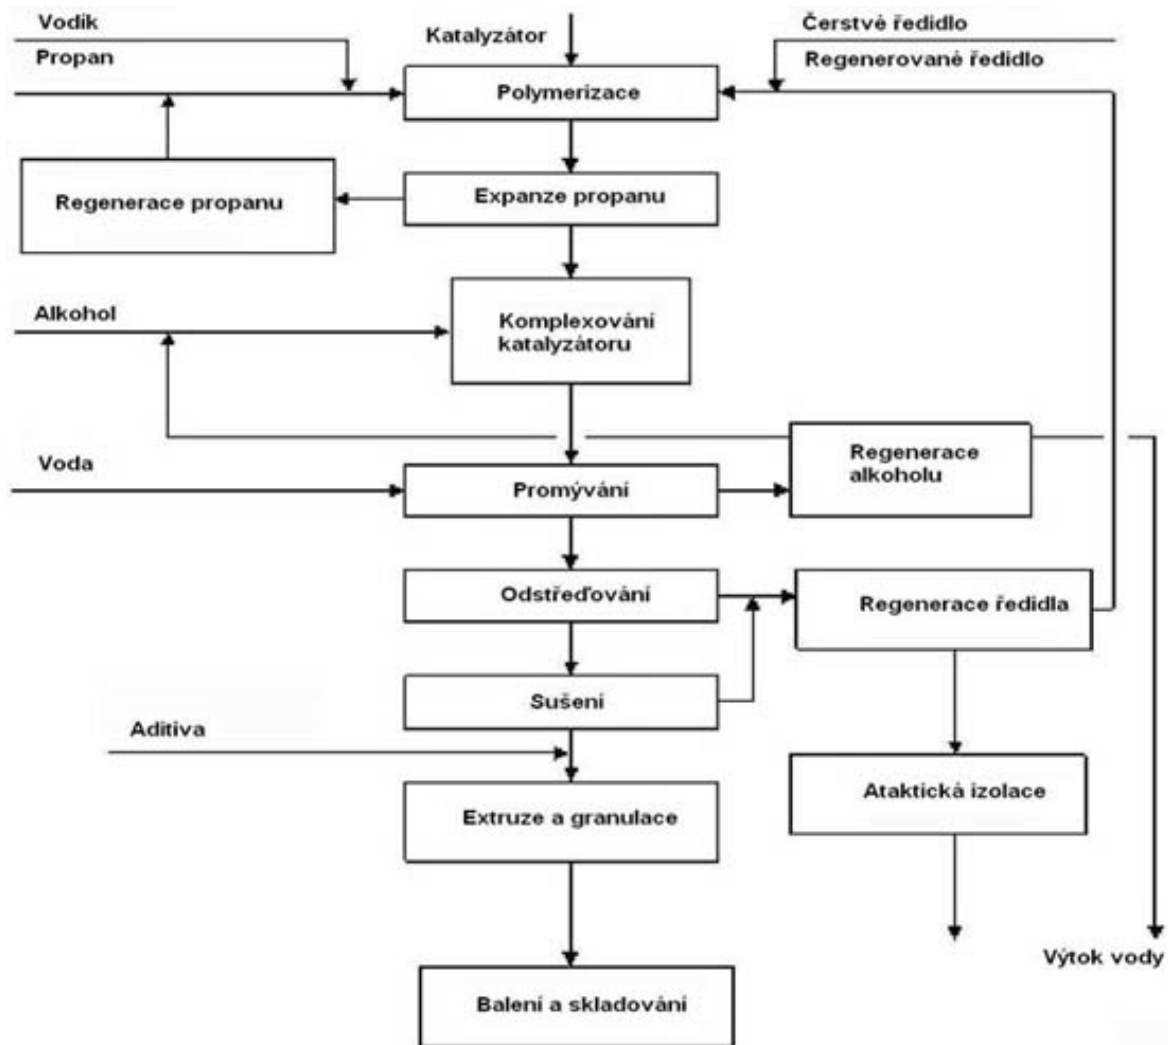 Vodík
Propan
Katalyzátor
Čerstvé ředidlo
Regenerované ředidlo
Polymerizace
Regenerace propanu
Expanze propanu
Alkohol
Komplexování
katalyzátoru
Voda
Promývání
Regenerace
alkoholu
Odstřeďování
Regenerace ředidla
Sušení
Aditiva
Extruze a granulace
Ataktická izolace
Výtok vody
Balení a skladování